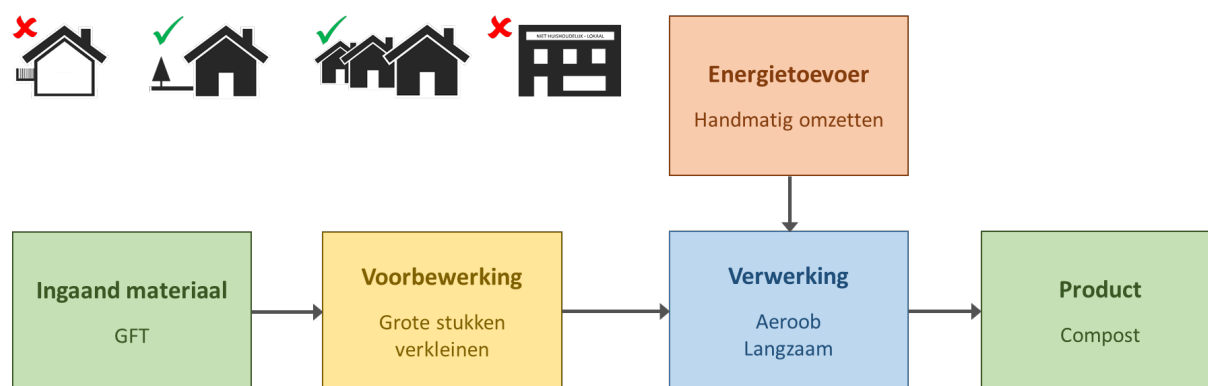 NIET HUISHOUDELIJK - LOKAAL
Energietoevoer
Handmatig omzetten
Ingaand materiaal
GFT
Voorbewerking
Grote stukken
verkleinen
Verwerking
Aeroob
Langzaam
Product
Compost